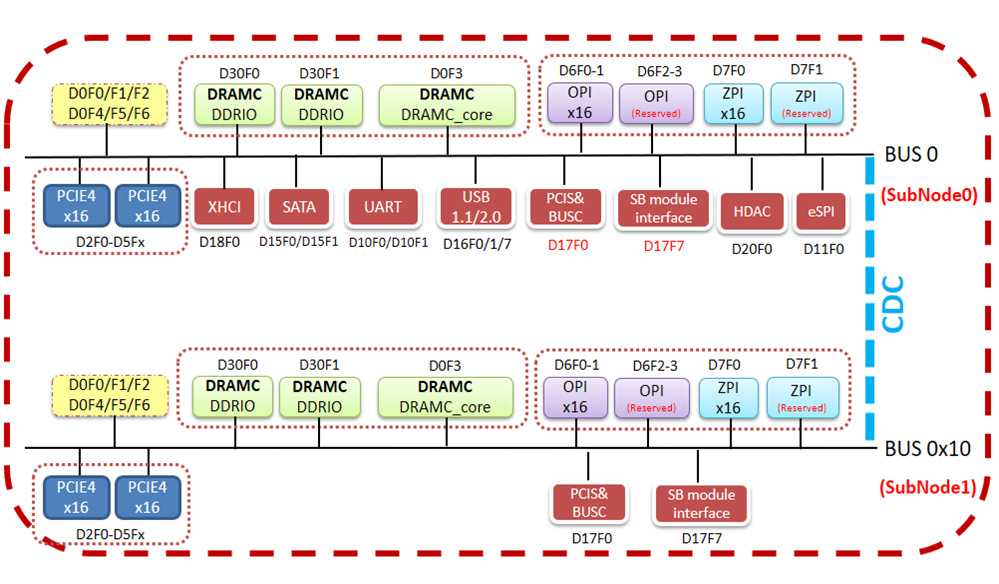 D30F0 D30F1 D0F3 D6F0-1 D6F2-3 D7F0 D7F1
D0F0/F1/F2
D0F4/F5/F6
DRAMC
DDRIO
DRAMC
DDRIO
DRAMC
DRAMC_core
OPI
x16
OPI
(Reserved)
ZPI
x16
ZPI
(Reserved)
BUS 0
(SubNode0)
PCIE4
x16
PCIE4
x16
D2F0-D5Fx
XHCI
D18F0
SATA
D15F0/D15F1
UART
D10F0/D10F1
USB
1.1/2.0
D16F0/1/7
PCIS&
BUSC
D17F0
SB module
interface
D17F7
HDAC
D20F0
eSPI
D11F0
CDC
D30F0 D30F1 D0F3 D6F0-1 D6F2-3 D7F0 D7F1
D0F0/F1/F2
D0F4/F5/F6
DRAMC
DDRIO
DRAMC
DDRIO
DRAMC
DRAMC_core
OPI
x16
OPI
(Reserved)
ZPI
x16
ZPI
(Reserved)
BUS 0x10
(SubNode1)
PCIE4
x16
PCIE4
x16
D2F0-D5Fx
PCIS&
BUSC
D17F0
SB module
interface
D17F7